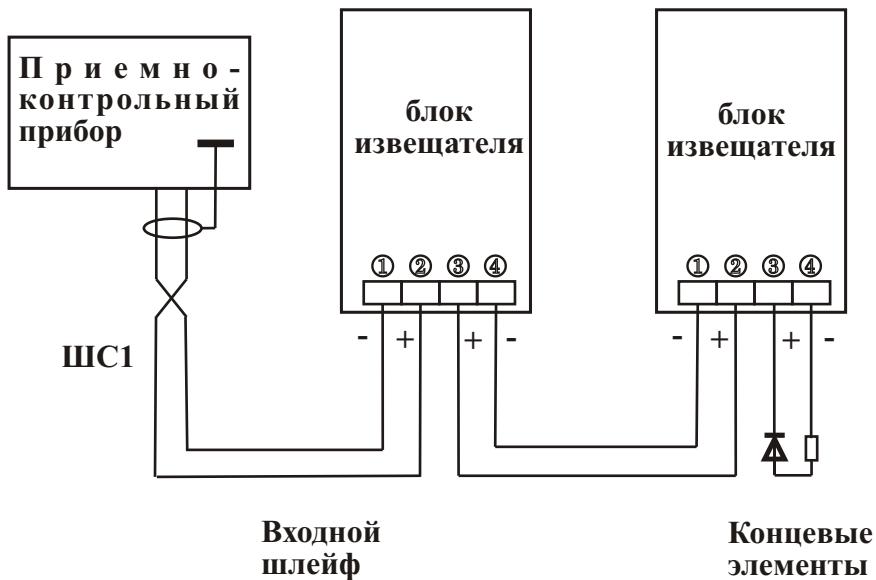 Приемно-
контрольный
прибор
блок
извещателя
блок
извещателя
① ② ③ ④
① ② ③ ④
- + + -
- + + -
ШС1
Входной
шлейф
Концевые
элементы